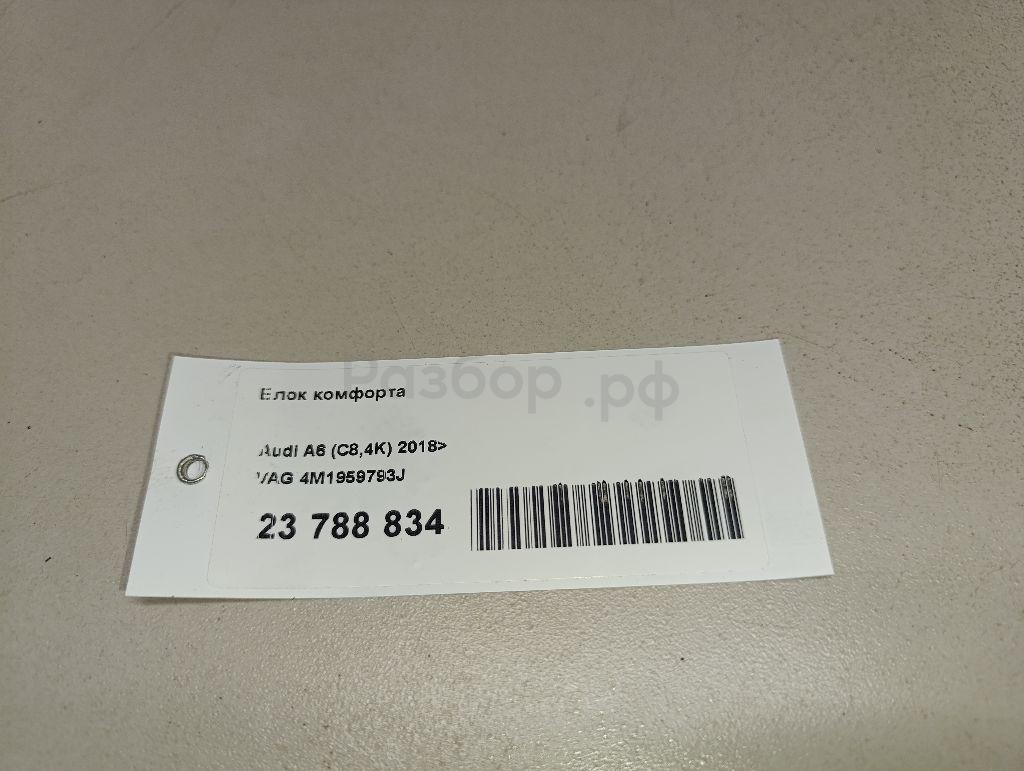 Разбор.рф
Блок комфорта
Audi A6 (C8,4K) 2018>
VAG 4M1959793J
23 788 834